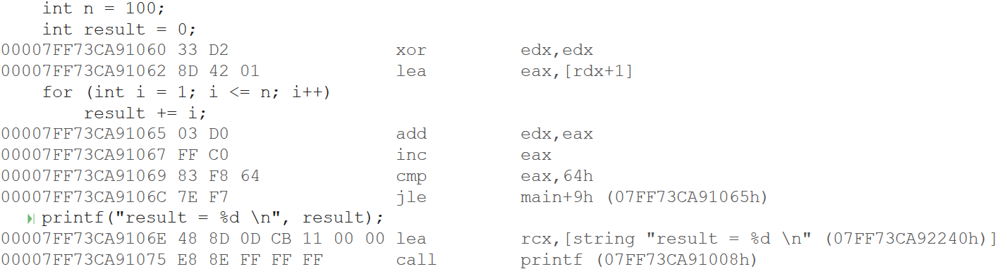 int n = 100;
int result = 0;
00007FF73CA91060 33 D2 xor edx,edx
00007FF73CA91062 8D 42 01 lea eax,[rdx+1]
for (int i = 1; i <= n; i++)
result += i;
00007FF73CA91065 03 D0 add edx,eax
00007FF73CA91067 FF C0 inc eax
00007FF73CA91069 83 F8 64 cmp eax,64h
00007FF73CA9106C 7E F7 jle main+9h (07FF73CA91065h)
printf("result = %d \n", result);
00007FF73CA9106E 48 8D 0D CB 11 00 00 lea rcx,[string "result = %d \n" (07FF73CA92240h)]
00007FF73CA91075 E8 8E FF FF FF call printf (07FF73CA91008h)